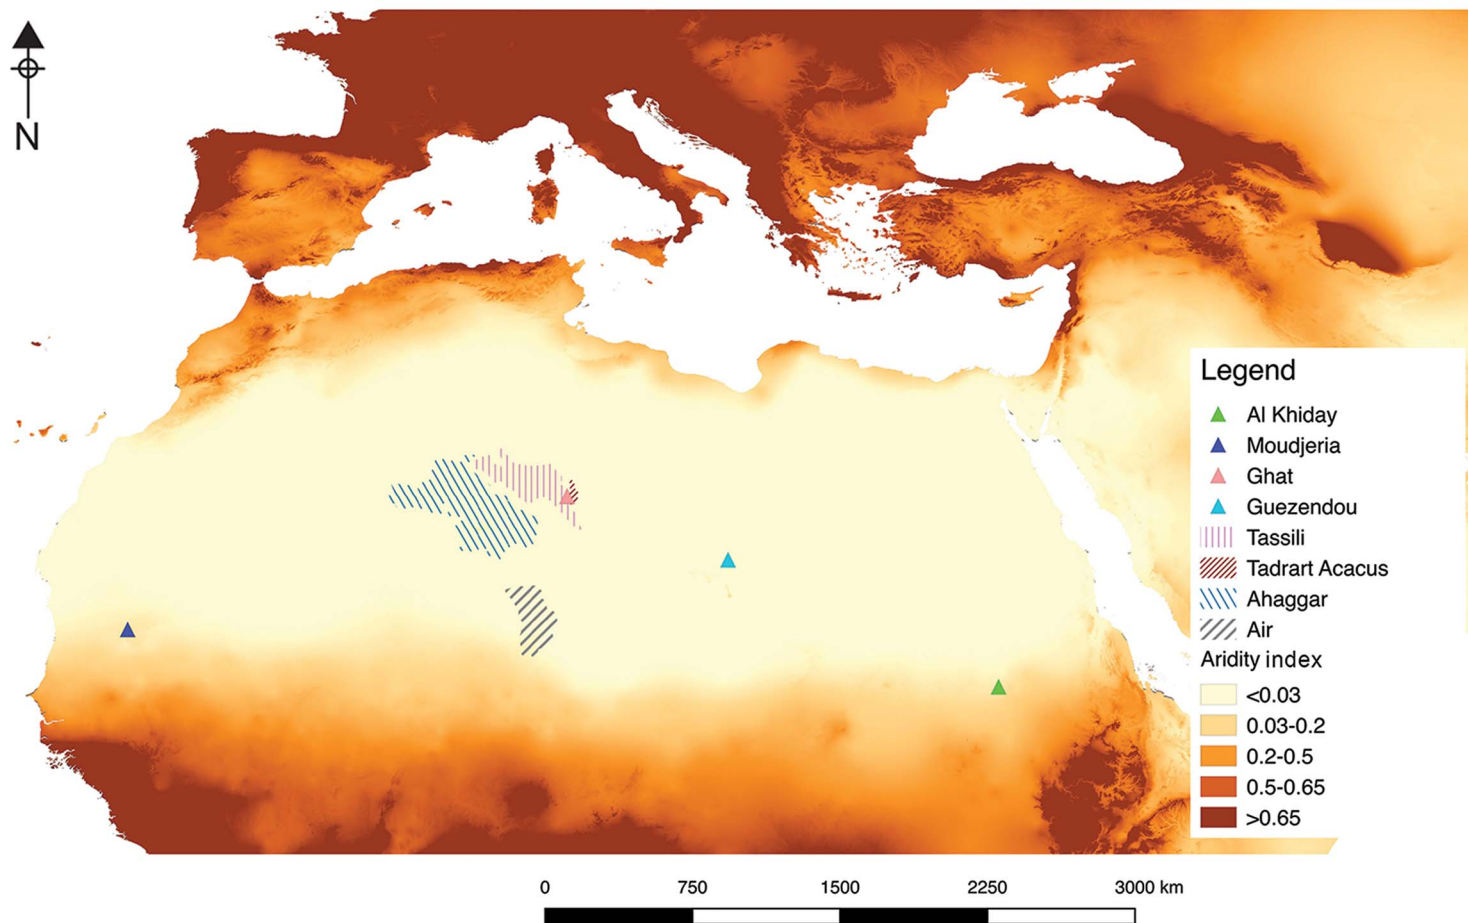 N
Legend
Al Khiday
Moudjeria
Ghat
Guezendou
Tassili
Tadrart Acacus
Ahaggar
Air
Aridity index
<0.03
0.03-0.2
0.2-0.5
0.5-0.65
>0.65
0 750 1500 2250 3000 km